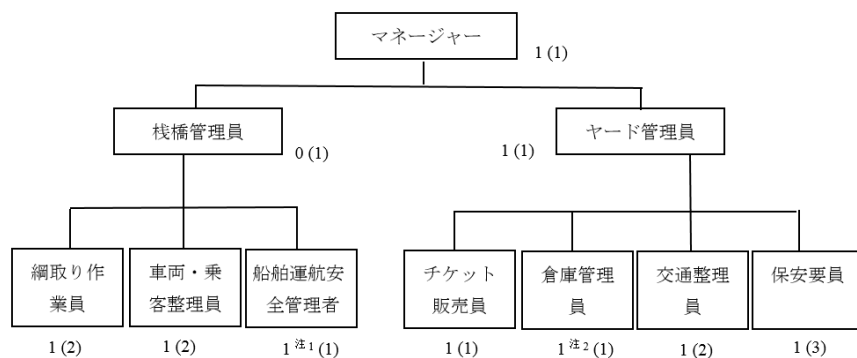 マネージャー
1 (1)
桟橋管理員
0 (1)
ヤード管理員
1 (1)
綱取り作
業員
1 (2)
車両・乗
客整理員
1 (2)
船舶運航安
全管理者
1 注1 (1)
チケット
販売員
1 (1)
倉庫管理
員
1 注2 (1)
交通整理
員
1 (2)
保安要員
1 (3)